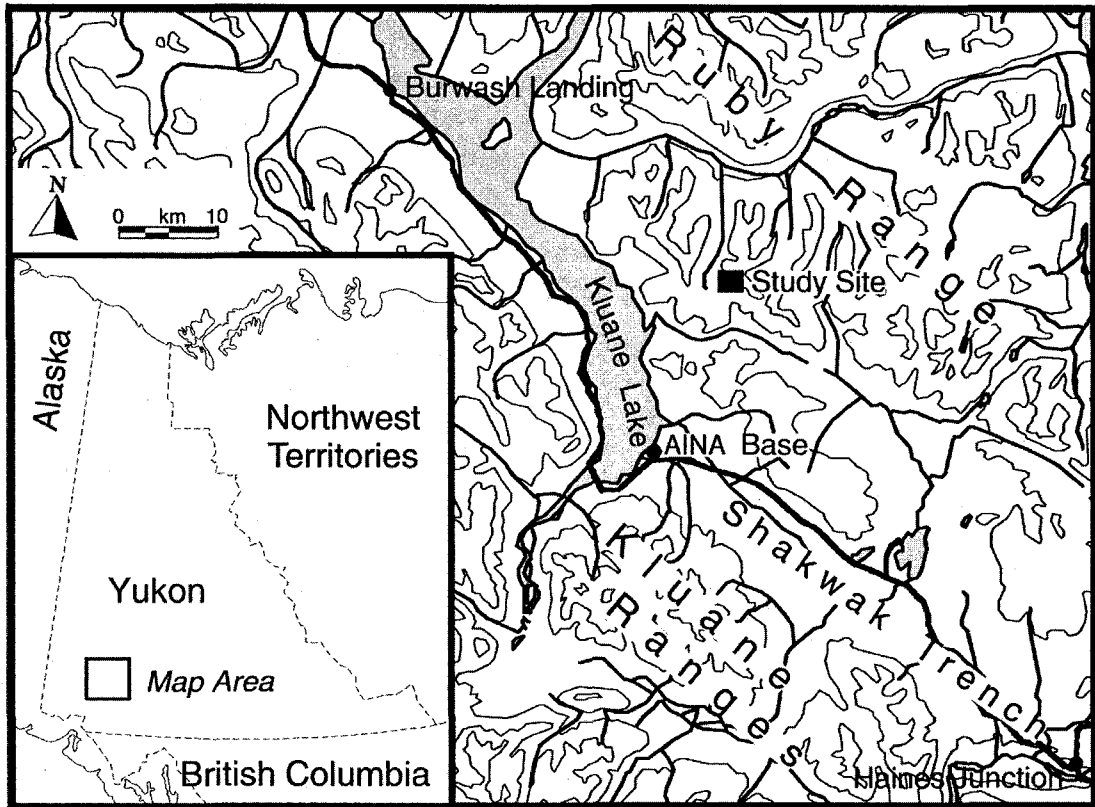 Ruby Range
Burwash Landing
N
0 km 10
Study Site
Kluane Lake
AINA Base
Shakwak Trench
Kluane
Ranges
Haines Junction
Alaska
Northwest
Territories
Yukon
Map Area
British Columbia